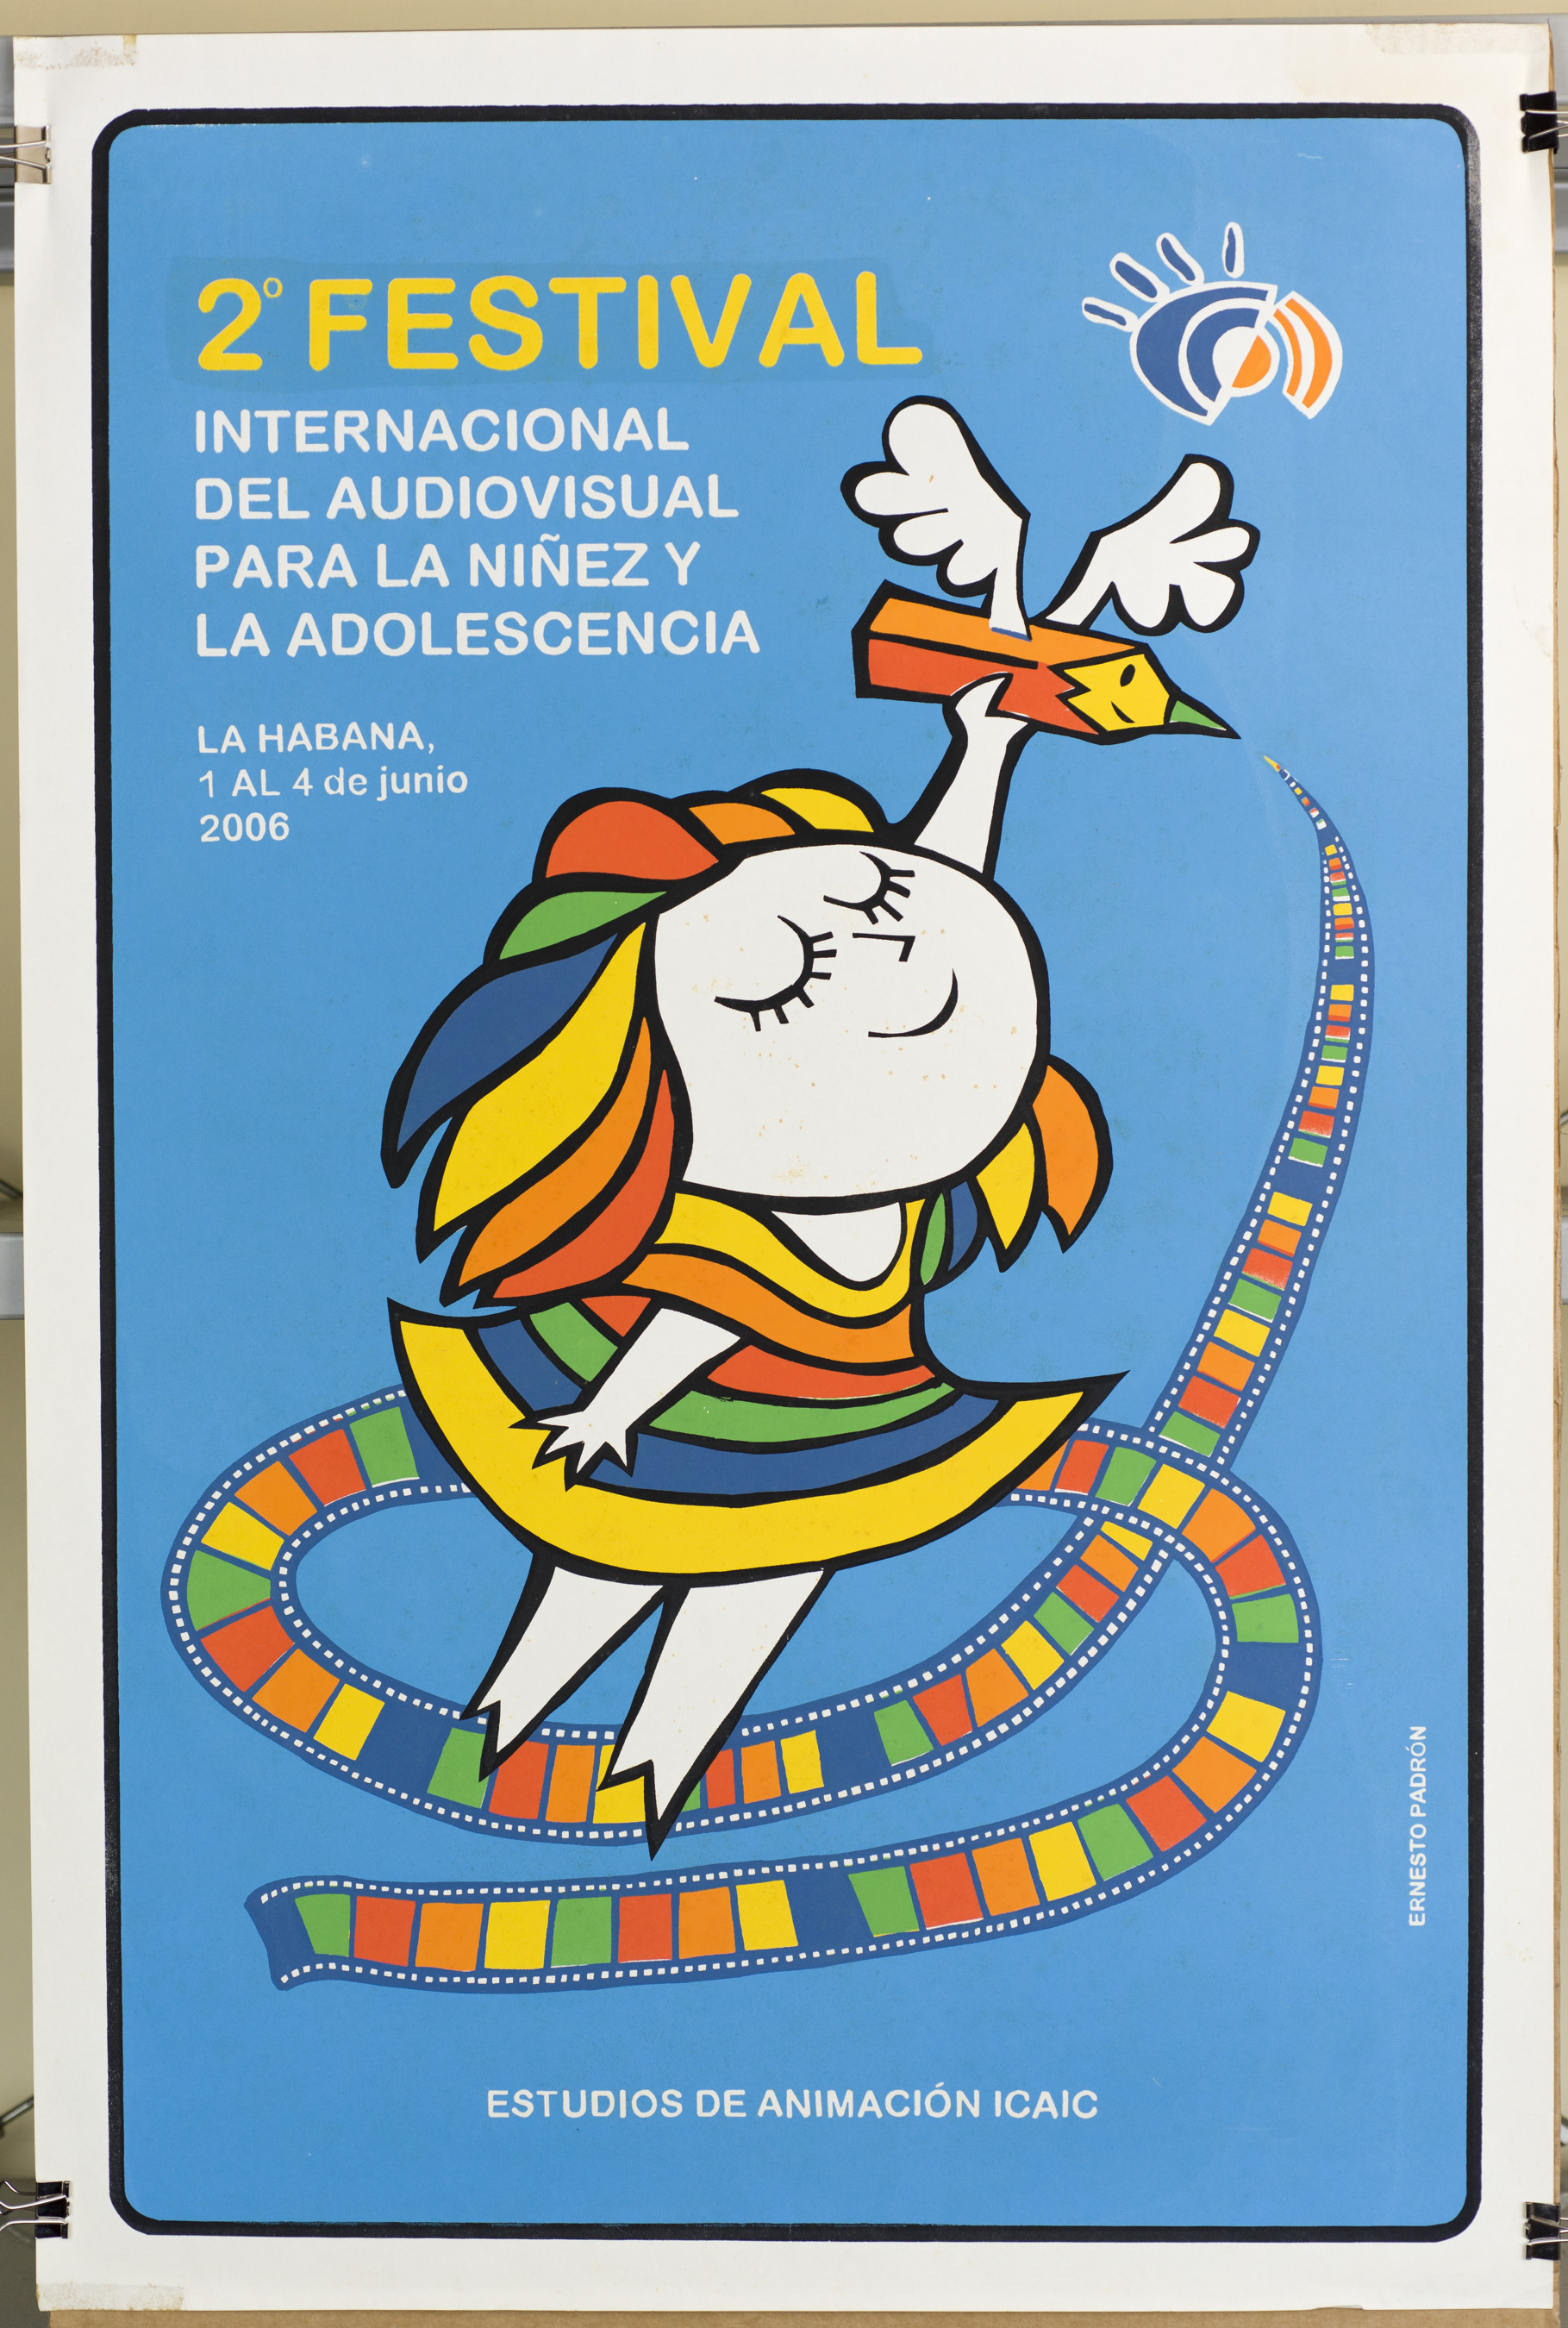 2º FESTIVAL
INTERNACIONAL
DEL AUDIOVISUAL
PARA LA NIÑEZ Y
LA ADOLESCENCIA
LA HABANA,
1 AL 4 de junio
2006
ERNESTO PADRÓN
ESTUDIOS DE ANIMACIÓN ICAIC